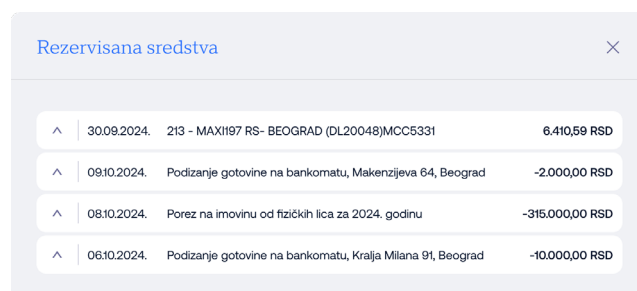 Rezervisana sredstva
30.09.2024. 213 - MAXI197 RS- BEOGRAD (DL20048)MCC5331 6.410,59 RSD
09.10.2024. Podizanje gotovine na bankomatu, Makenzijeva 64, Beograd -2.000,00 RSD
08.10.2024. Porez na imovinu od fizičkih lica za 2024. godinu -315.000,00 RSD
06.10.2024. Podizanje gotovine na bankomatu, Kralja Milana 91, Beograd -10.000,00 RSD